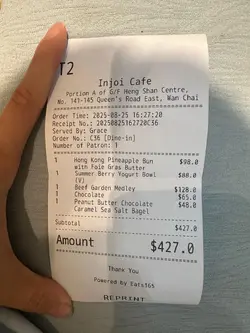 T2
Injoi Cafe
Portion A of G/F Heng Shan Centre,
No. 141-145 Queen's Road East, Wan Chai
Order Time: 2025-08-25 16:27:20
Receipt No.: 20250825162720C36
Served By: Grace
Order No.: C36 [Dine-in]
Number of Patron: 1
1 Hong Kong Pineapple Bun $98.0
with Foie Gras Butter
1 Summer Berry Yogurt Bowl $88.0
(V)
1 Beef Garden Medley $128.0
1 Chocolate $65.0
1 Peanut Butter Chocolate $48.0
Caramel Sea Salt Bagel
Subtotal $427.0
Amount $427.0
Thank You
Powered by Eats365
REPRINT